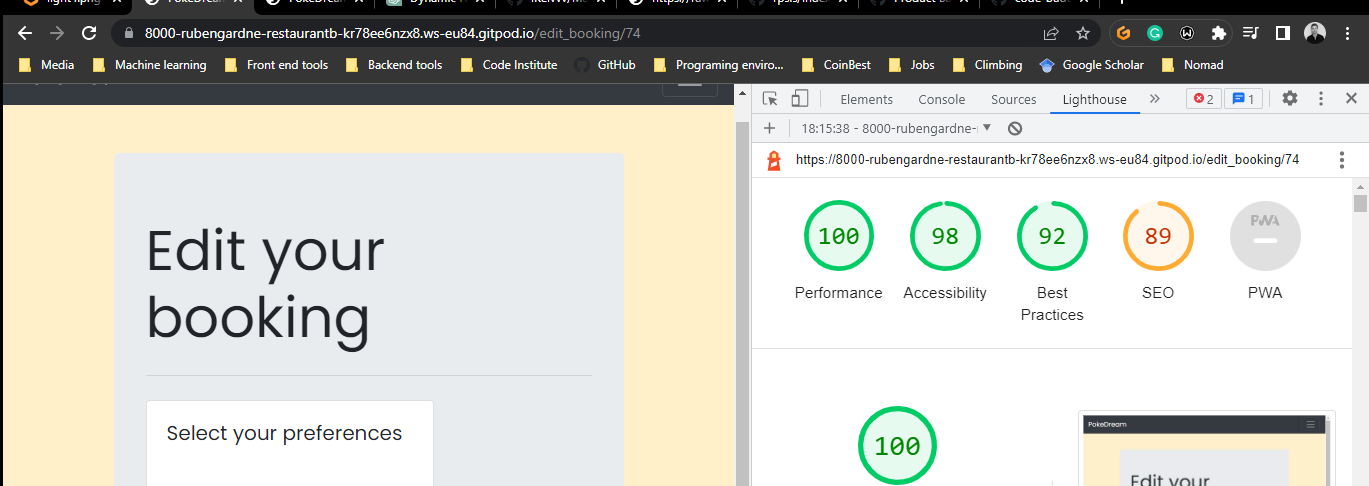 8000-rubengardne-restaurantb-kr78ee6nzx8.ws-eu84.gitpod.io/edit_booking/74
Media Machine learning Front end tools Backend tools Code Institute GitHub Programing enviro... CoinBest Jobs Climbing Google Scholar Nomad
Edit your
booking
Select your preferences
Elements Console Sources Lighthouse 2 1
18:15:38 - 8000-rubengardne-
https://8000-rubengardne-restaurantb-kr78ee6nzx8.ws-eu84.gitpod.io/edit_booking/74
100 98 92 89 PWA
Performance Accessibility Best SEO PWA
Practices
100
PokeDream
Edit your